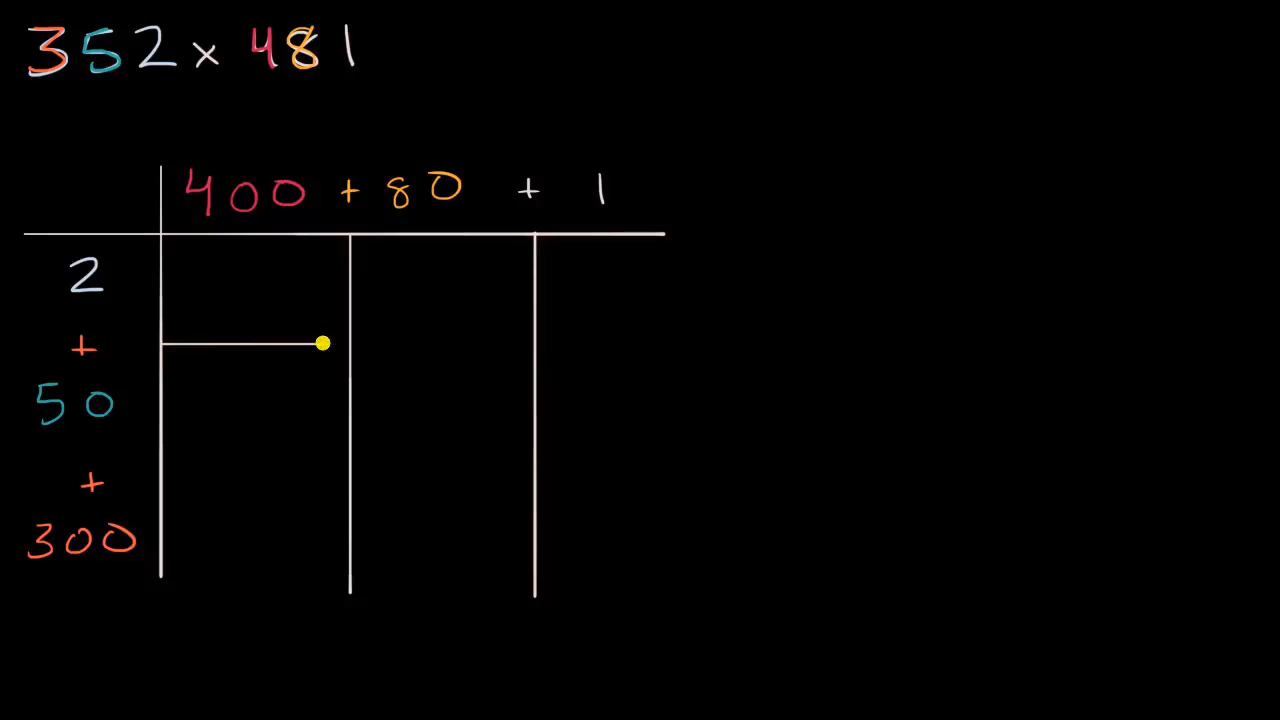 352 × 481
400 + 80 + 1
2
+
50
+
300